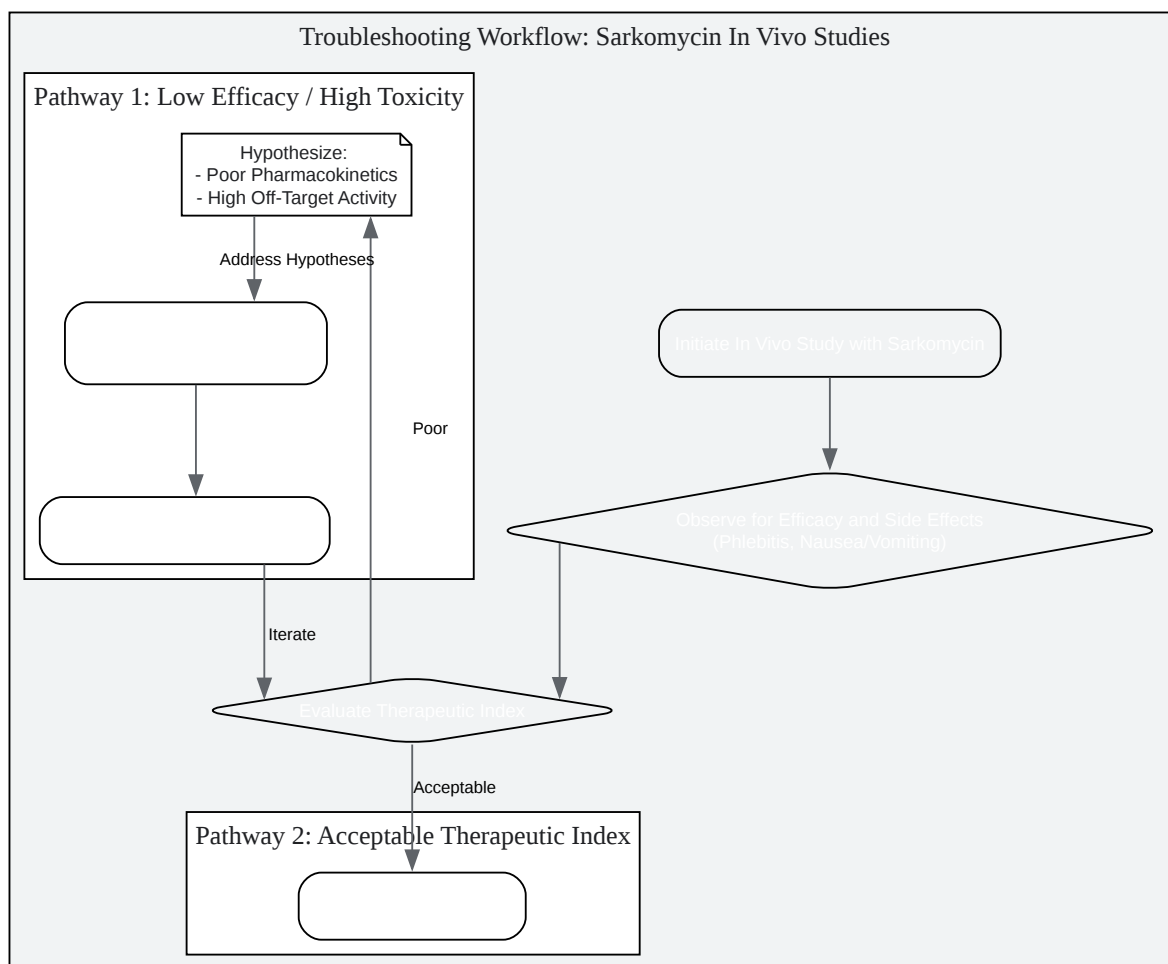 Troubleshooting Workflow: Sarkomycin In Vivo Studies
Pathway 1: Low Efficacy / High Toxicity
Hypothesize:
- Poor Pharmacokinetics
- High Off-Target Activity
Address Hypotheses
Initiate In Vivo Study with Sarkomycin
Poor
Observe for Efficacy and Side Effects
(Phlebitis, Nausea/Vomiting)
Iterate
Evaluate Therapeutic Index
Acceptable
Pathway 2: Acceptable Therapeutic Index